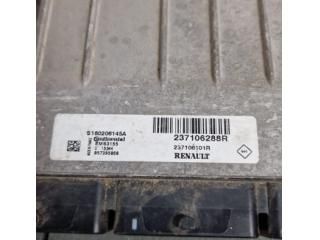 S180206145A
Continental
EMS3155
237106288R
237106101R
RENAULT